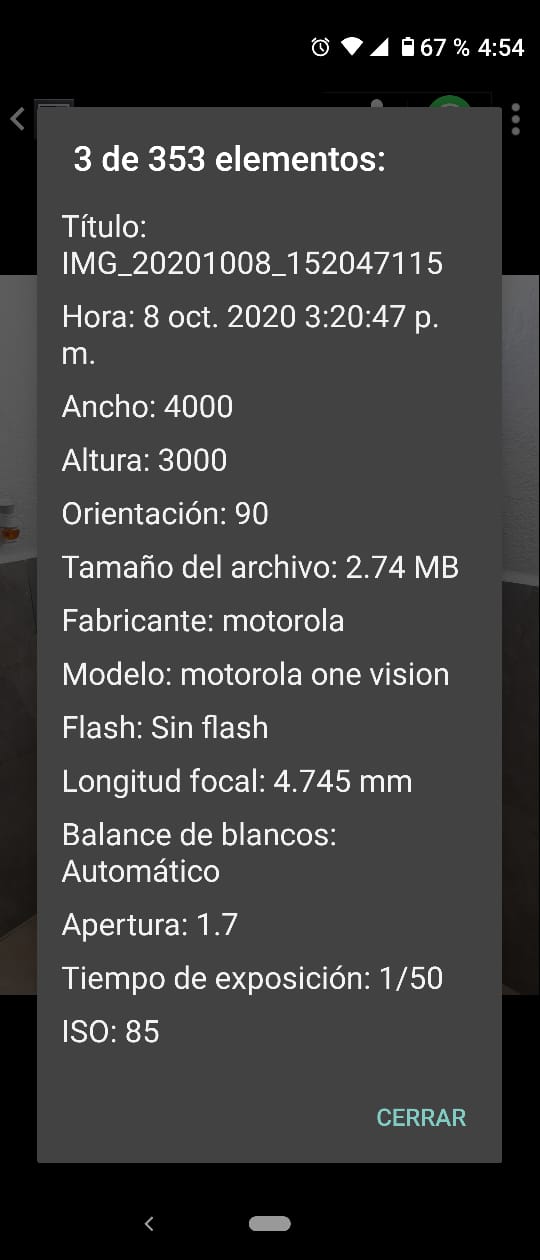 67 % 4:54
3 de 353 elementos:
Título:
IMG_20201008_152047115
Hora: 8 oct. 2020 3:20:47 p.
m.
Ancho: 4000
Altura: 3000
Orientación: 90
Tamaño del archivo: 2.74 MB
Fabricante: motorola
Modelo: motorola one vision
Flash: Sin flash
Longitud focal: 4.745 mm
Balance de blancos:
Automático
Apertura: 1.7
Tiempo de exposición: 1/50
ISO: 85
CERRAR